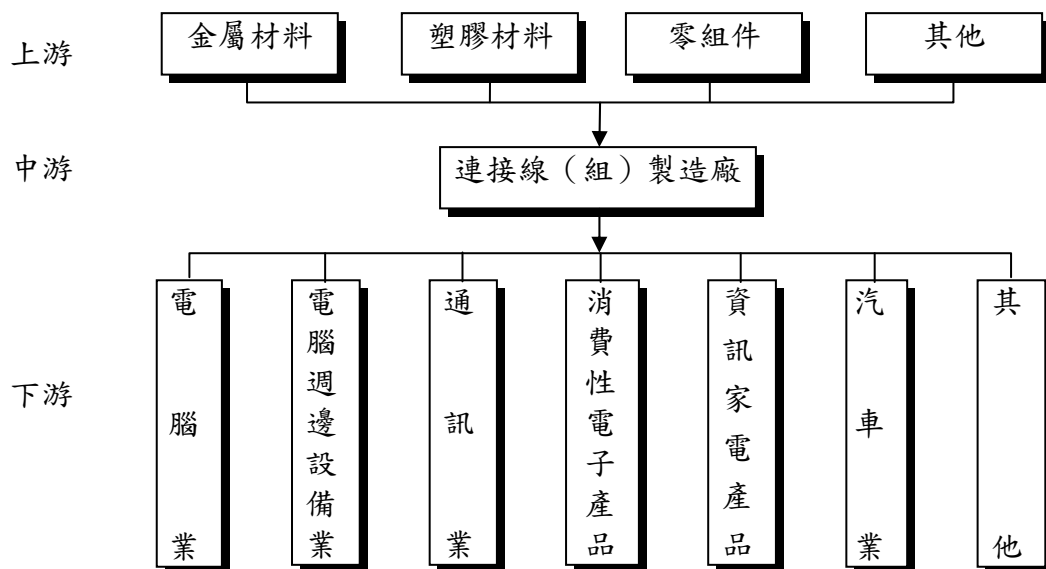 上游
金屬材料
塑膠材料
零組件
其他
中游
連接線（組）製造廠
下游
電腦業
電腦週邊設備業
通訊業
消費性電子產品
資訊家電產品
汽車業
其他